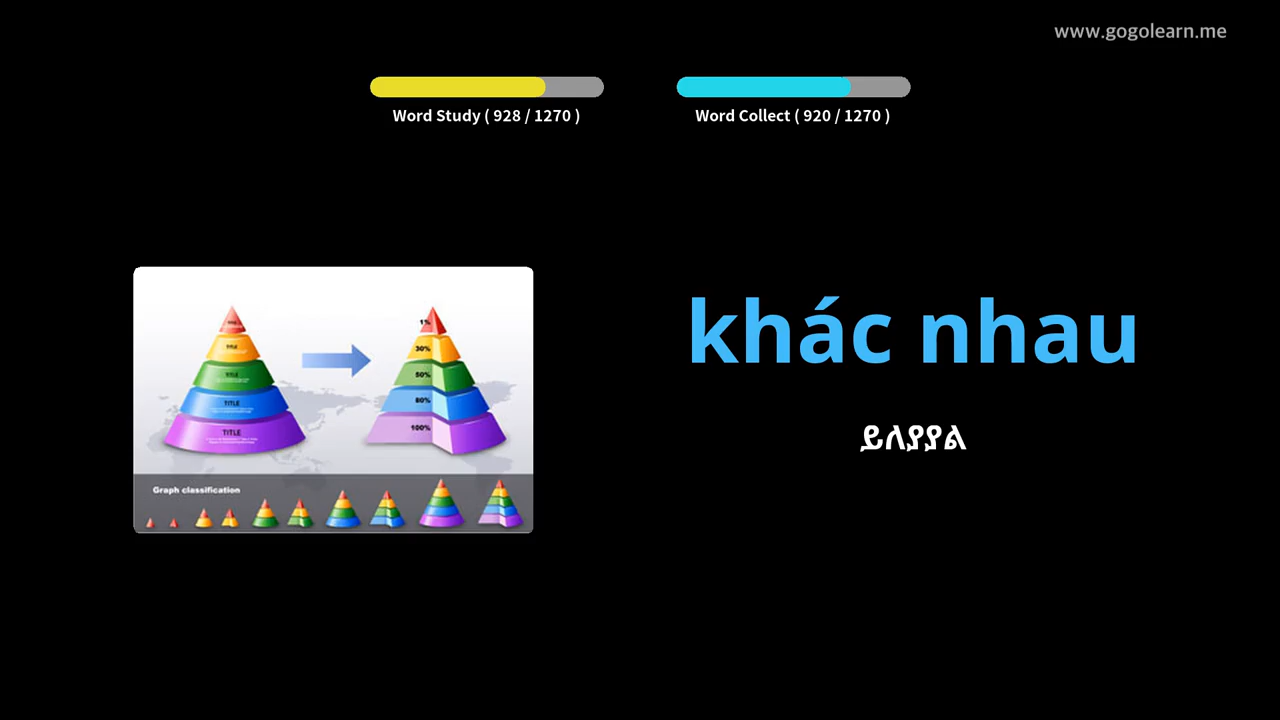 www.gogolearn.me
Word Study ( 928 / 1270 )
Word Collect ( 920 / 1270 )
khác nhau
ይለያያል
TITLE
TITLE
TITLE
TITLE
1%
30%
50%
80%
100%
Graph classification